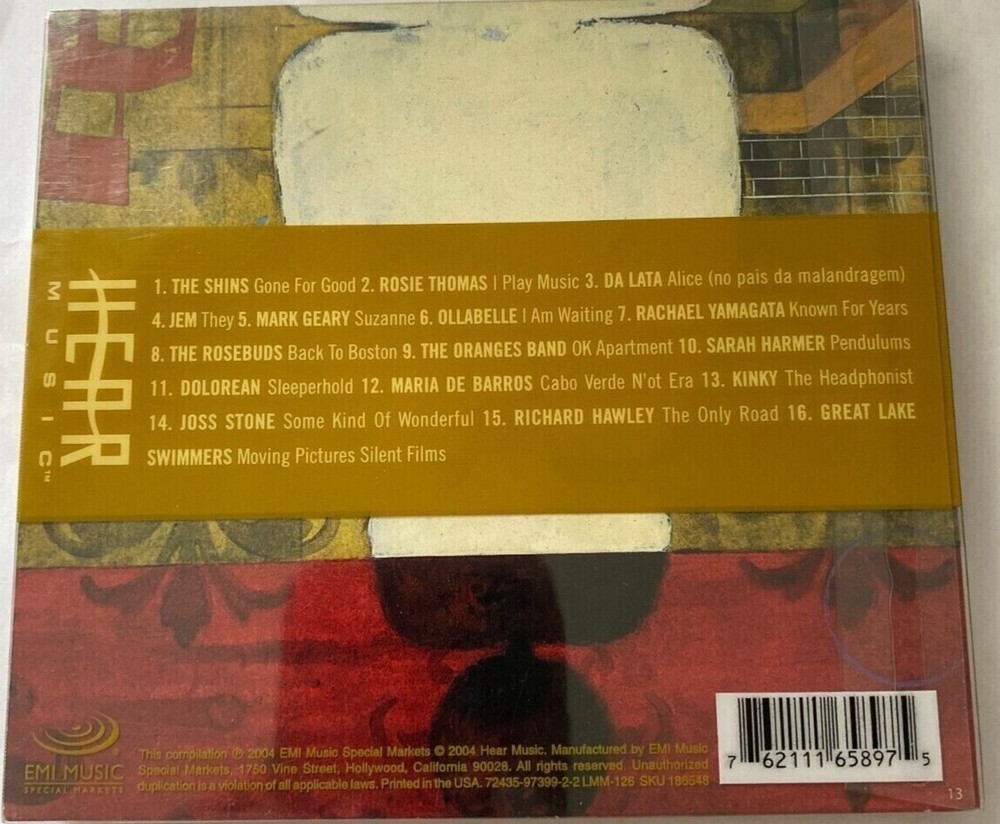 1. THE SHINS Gone For Good 2. ROSIE THOMAS I Play Music 3. DA LATA Alice (no pais da malandragem)
4. JEM They 5. MARK GEARY Suzanne 6. OLLABELLE I Am Waiting 7. RACHAEL YAMAGATA Known For Years
8. THE ROSEBUDS Back To Boston 9. THE ORANGES BAND OK Apartment 10. SARAH HARMER Pendulums
11. DOLOREAN Sleeperhold 12. MARIA DE BARROS Cabo Verde N'ot Era 13. KINKY The Headphonist
14. JOSS STONE Some Kind Of Wonderful 15. RICHARD HAWLEY The Only Road 16. GREAT LAKE
SWIMMERS Moving Pictures Silent Films
HEAR
MUSIC™
EMI MUSIC
SPECIAL MARKETS
This compilation ℗ 2004 EMI Music Special Markets © 2004 Hear Music. Manufactured by EMI Music
Special Markets, 1750 Vine Street, Hollywood, California 90028. All rights reserved. Unauthorized
duplication is a violation of all applicable laws. Printed in the USA. 72435-97399-2-2 LMM-126 SKU 186548
7 62111 65897 5
13